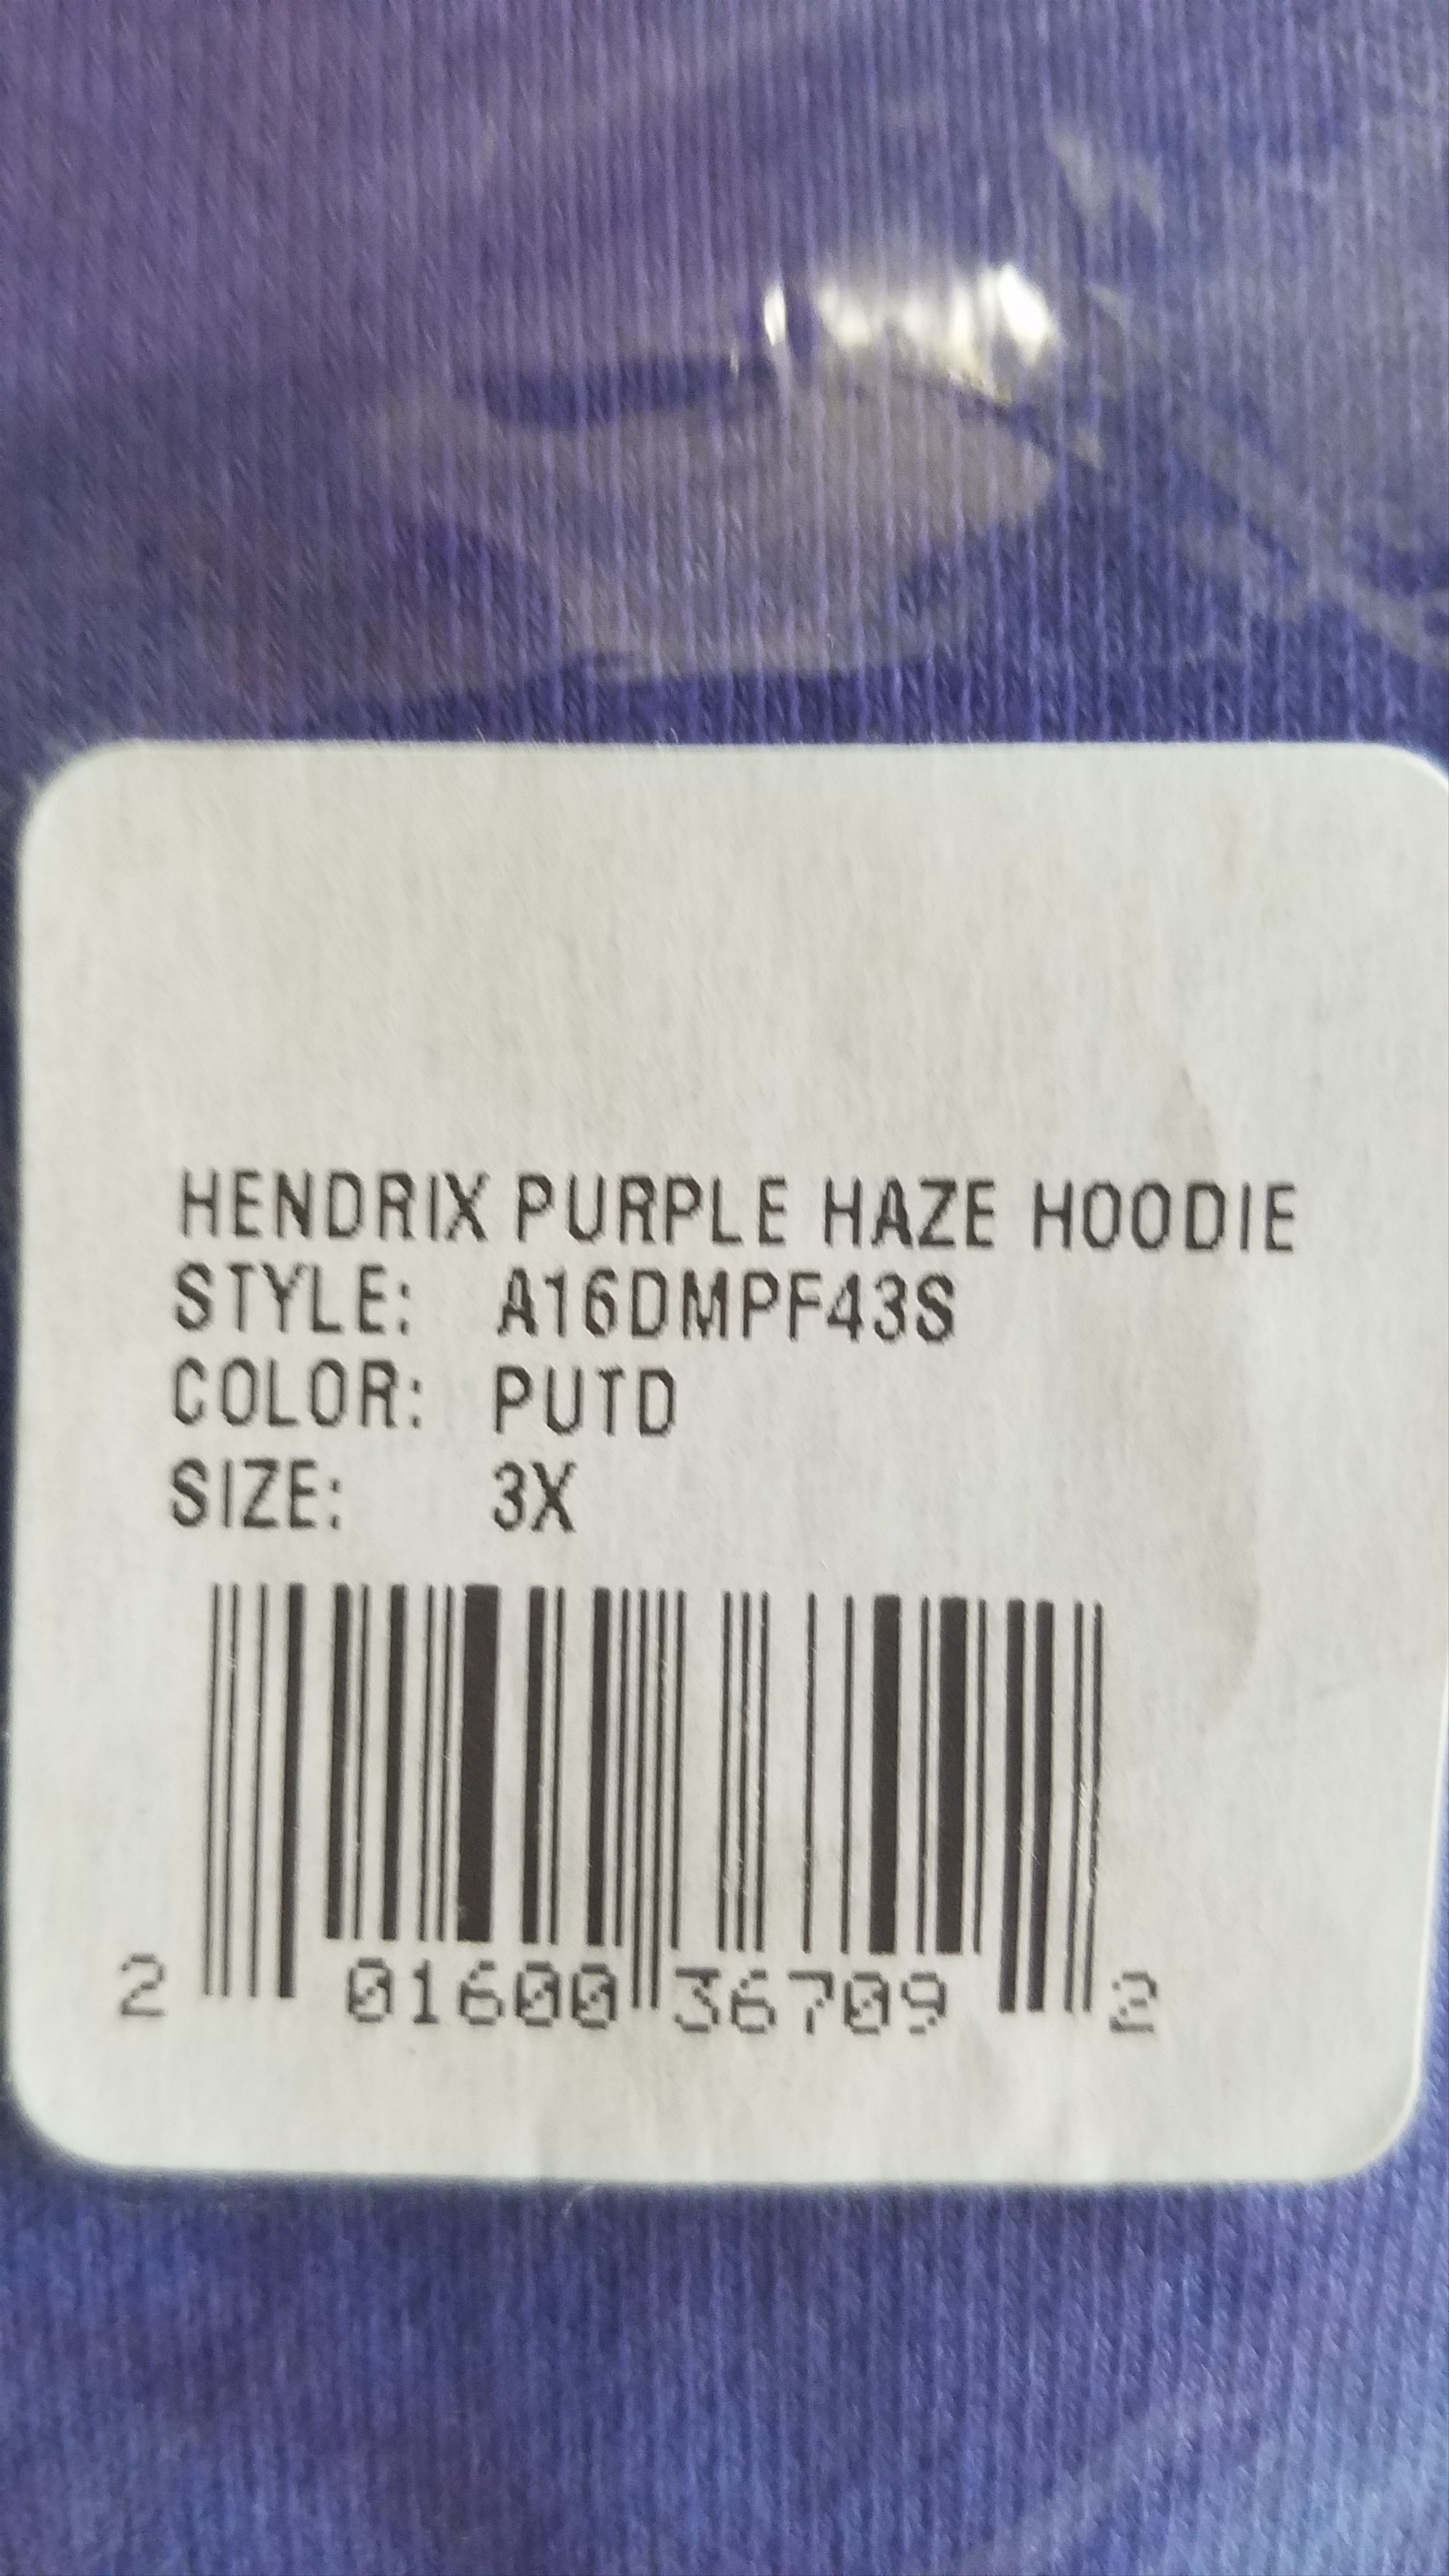 HENDRIX PURPLE HAZE HOODIE
STYLE: A16DMPF43S
COLOR: PUTD
SIZE: 3X
2 01600 36709 2